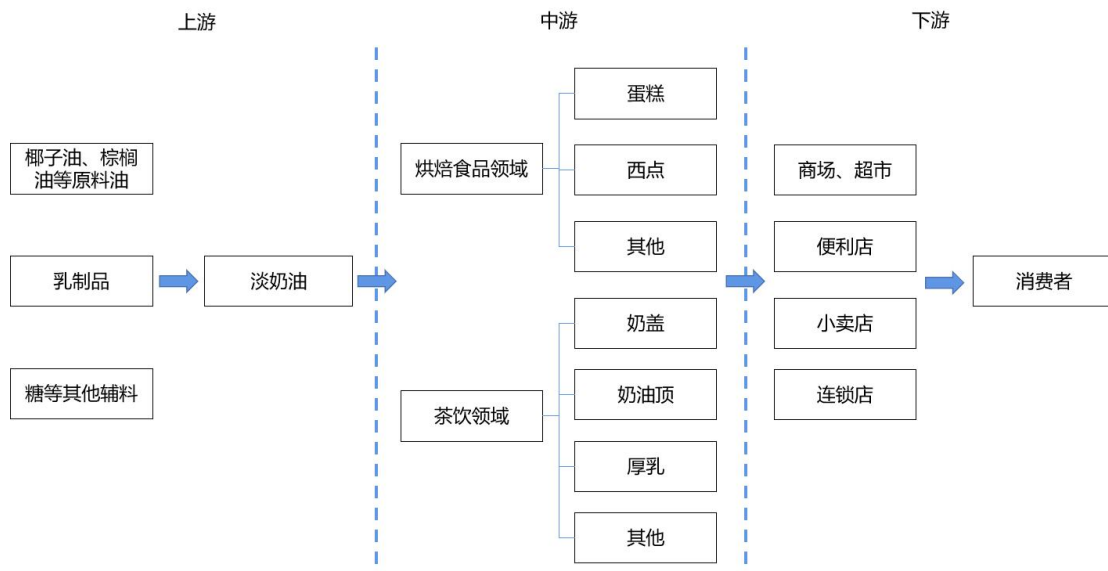 上游
中游
下游
椰子油、棕榈
油等原料油
乳制品
糖等其他辅料
淡奶油
烘焙食品领域
蛋糕
西点
其他
茶饮领域
奶盖
奶油顶
厚乳
其他
商场、超市
便利店
小卖店
连锁店
消费者